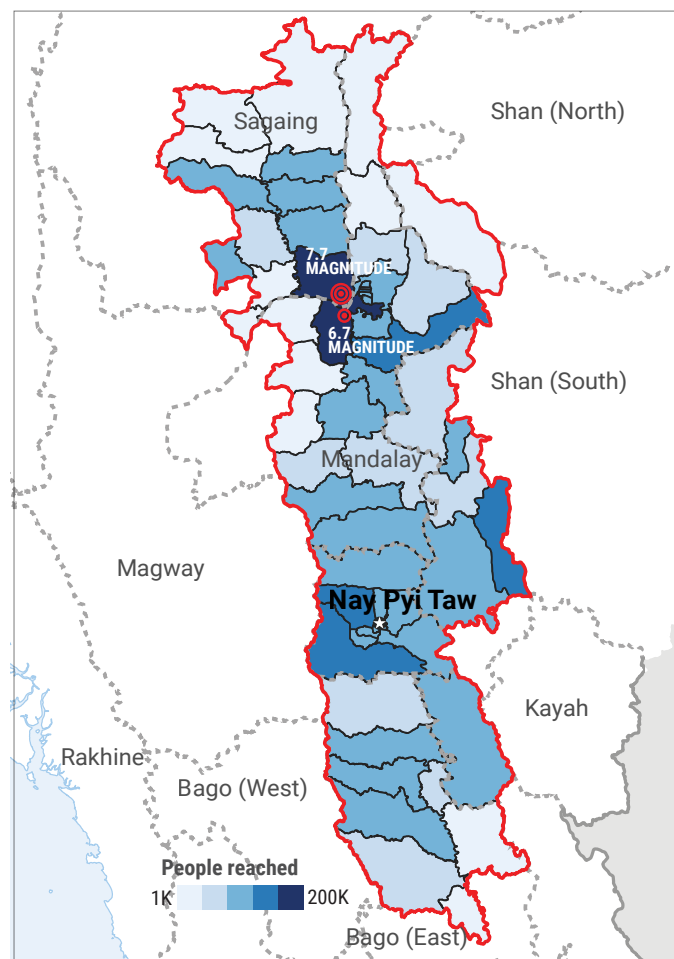 Shan (North)
Sagaing
7.7
MAGNITUDE
6.7
MAGNITUDE
Shan (South)
Mandalay
Magway
Nay Pyi Taw
Kayah
Rakhine
Bago (West)
People reached
1K 200K
Bago (East)